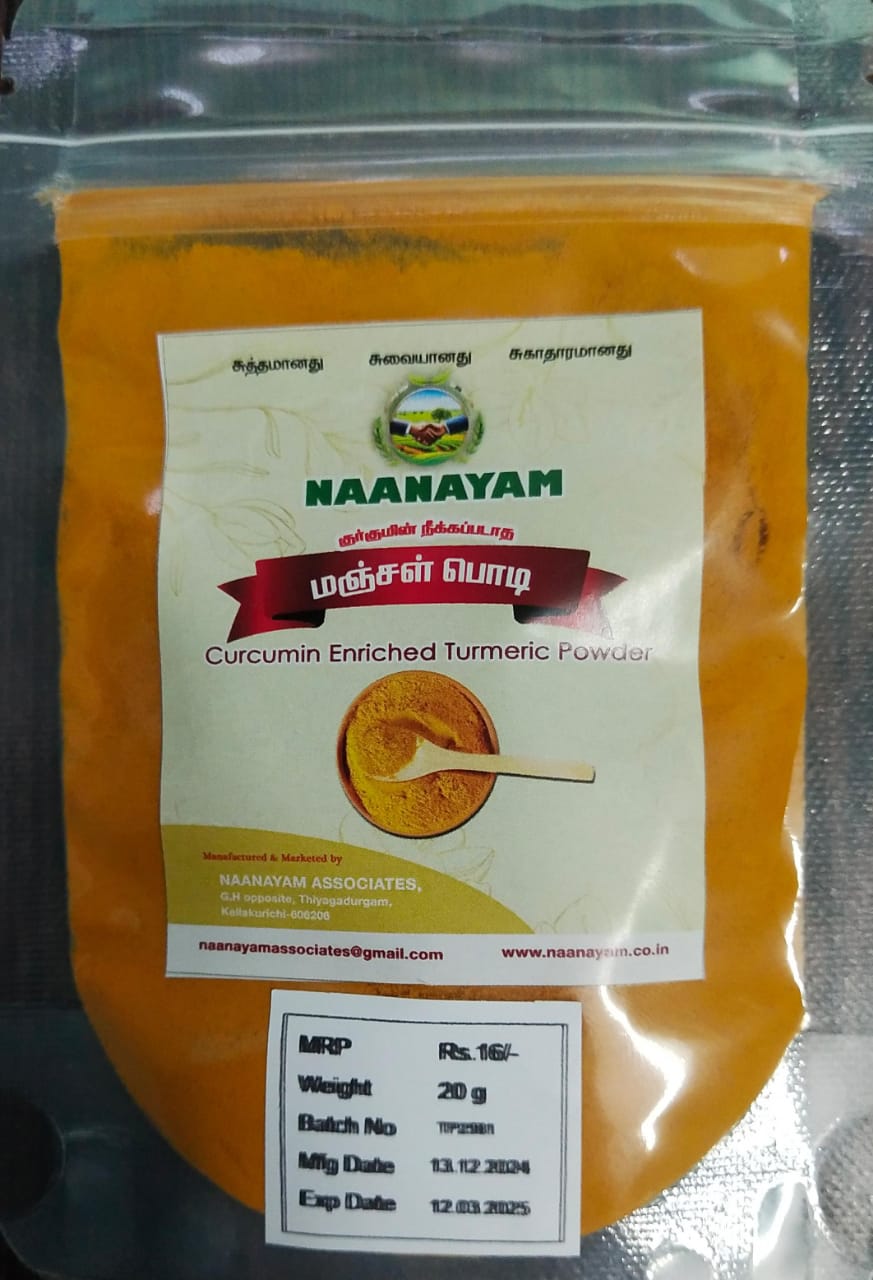 சுத்தமானது சுவையானது சுகாதாரமானது
NAANAYAM
குர்குமின் நீக்கப்படாத
மஞ்சள் பொடி
Curcumin Enriched Turmeric Powder
Manufactured & Marketed by
NAANAYAM ASSOCIATES,
G.H opposite, Thiyagadurgam,
Kallakurichi-606206
naanayamassociates@gmail.com www.naanayam.co.in
MRP Rs.16/-
Weight 20 g
Batch No
Mfg Date 13.12.2024
Exp Date 12.03.2025